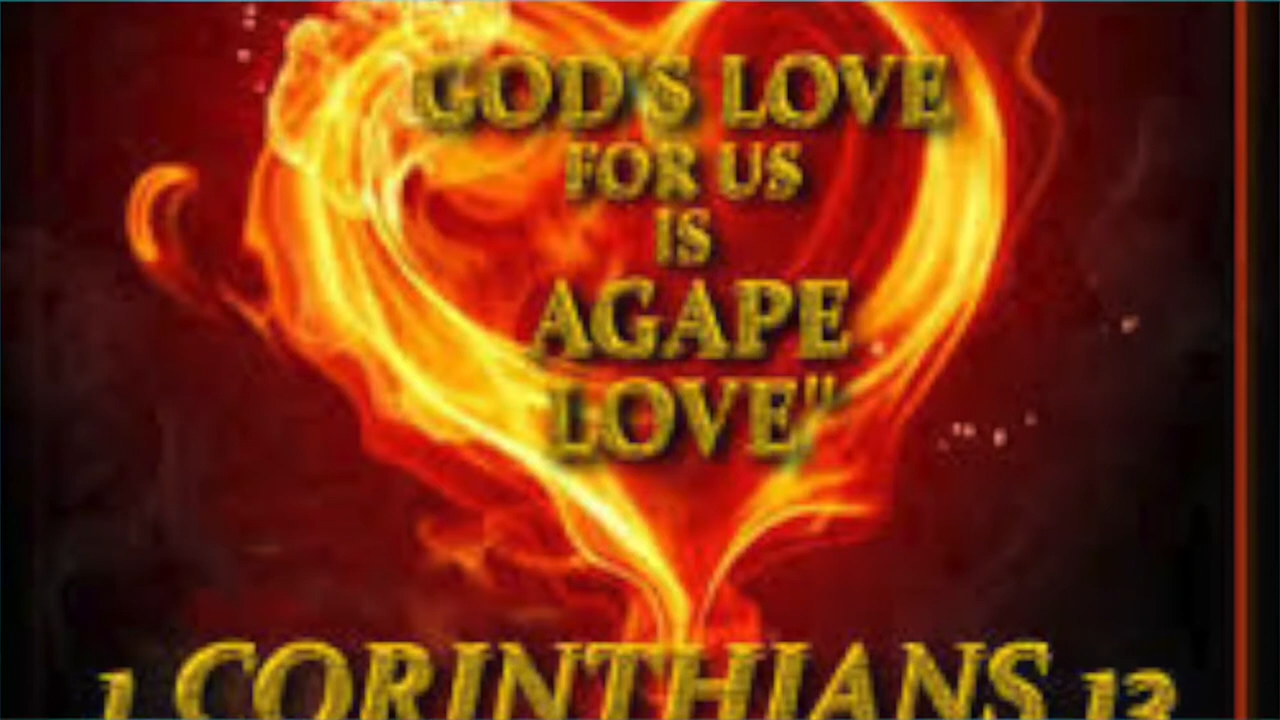 GOD'S LOVE
FOR US
IS
AGAPE
LOVE"
1 CORINTHIANS 13